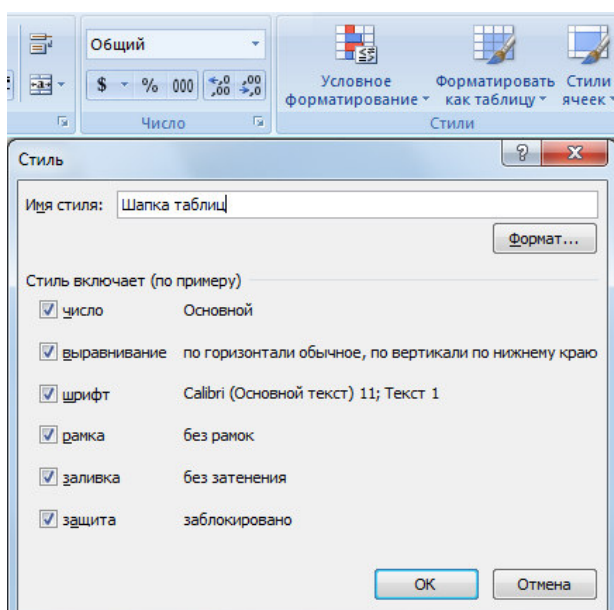 Общий
$ % 000 ,0 ,00 ,00 ,0
Условное форматирование
Форматировать как таблицу
Стили ячеек
Число
Стили
Стиль
Имя стиля: Шапка таблиц
Формат...
Стиль включает (по примеру)
число Основной
выравнивание по горизонтали обычное, по вертикали по нижнему краю
шрифт Calibri (Основной текст) 11; Текст 1
рамка без рамок
заливка без затенения
защита заблокировано
ОК Отмена